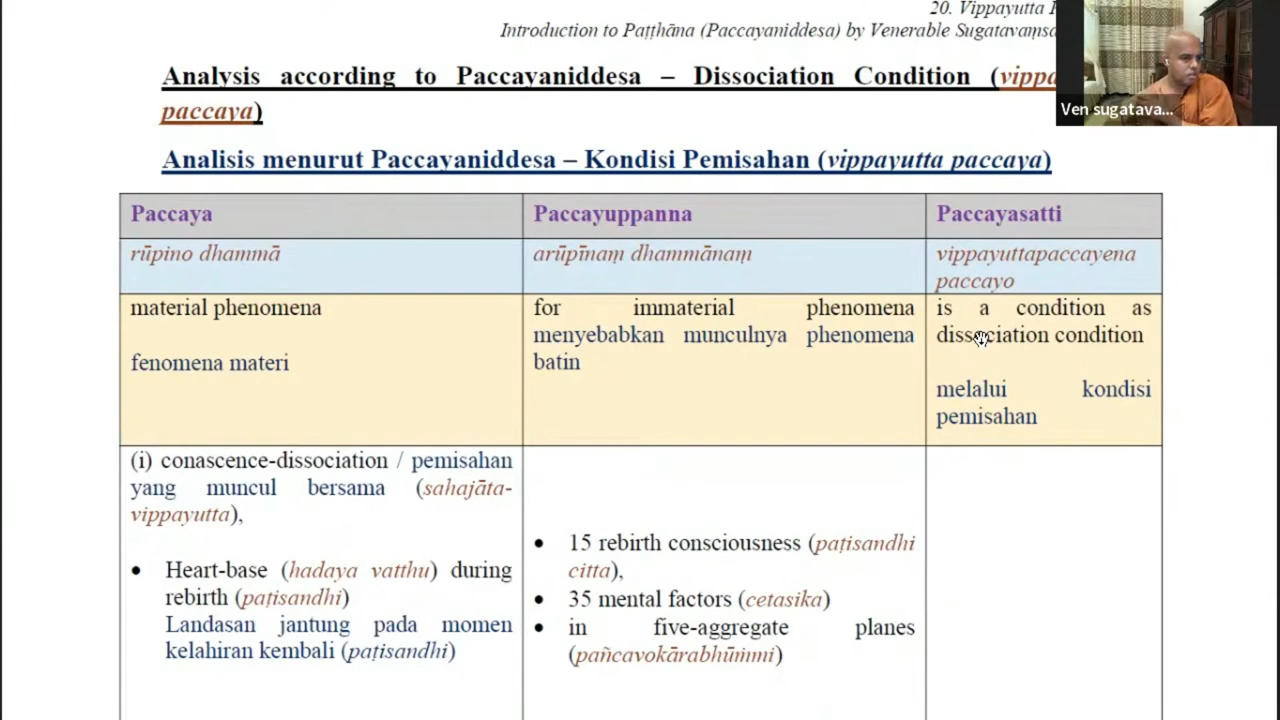 20. Vippayutta
Introduction to Paṭṭhāna (Paccayaniddesa) by Venerable Sugatavaṃsa
Analysis according to Paccayaniddesa – Dissociation Condition (vippa
paccaya)
Ven sugatava...
Analisis menurut Paccayaniddesa – Kondisi Pemisahan (vippayutta paccaya)
Paccaya
Paccayuppanna
Paccayasatti
rūpino dhammā
arūpīnaṃ dhammānaṃ
vippayuttapaccayena
paccayo
material phenomena
fenomena materi
for immaterial phenomena
menyebabkan munculnya phenomena
batin
is a condition as
dissociation condition
melalui kondisi
pemisahan
(i) conascence-dissociation / pemisahan
yang muncul bersama (sahajāta-
vippayutta),
• Heart-base (hadaya vatthu) during
rebirth (paṭisandhi)
Landasan jantung pada momen
kelahiran kembali (paṭisandhi)
• 15 rebirth consciousness (paṭisandhi
citta),
• 35 mental factors (cetasika)
• in five-aggregate planes
(pañcavokārabhūṁmi)